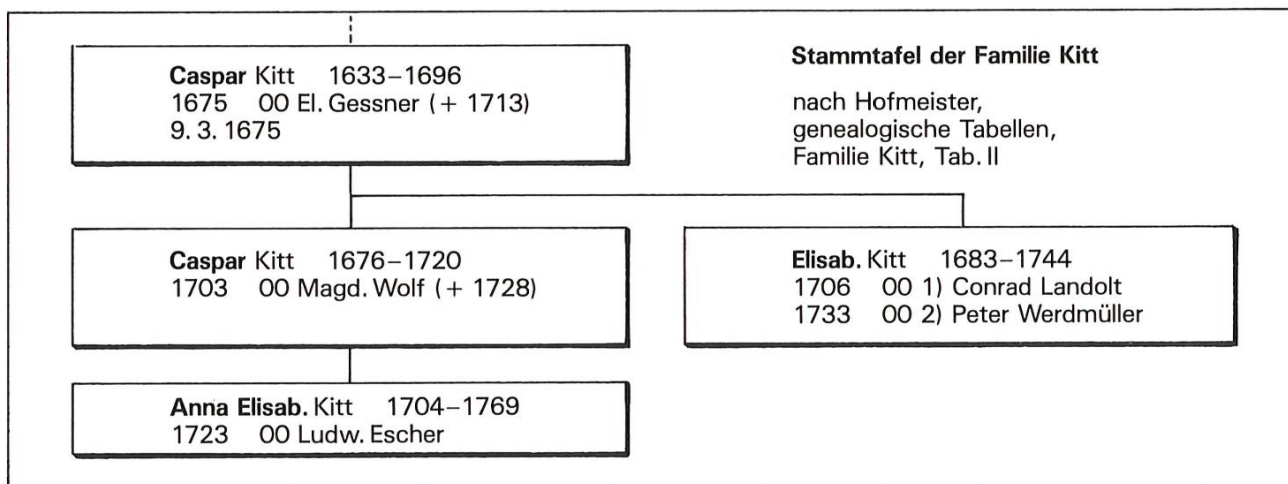 Caspar Kitt 1633–1696
1675 OO El. Gessner (+ 1713)
9. 3. 1675
Stammtafel der Familie Kitt
nach Hofmeister,
genealogische Tabellen,
Familie Kitt, Tab. II
Caspar Kitt 1676–1720
1703 OO Magd. Wolf (+ 1728)
Elisab. Kitt 1683–1744
1706 OO 1) Conrad Landolt
1733 OO 2) Peter Werdmüller
Anna Elisab. Kitt 1704–1769
1723 OO Ludw. Escher